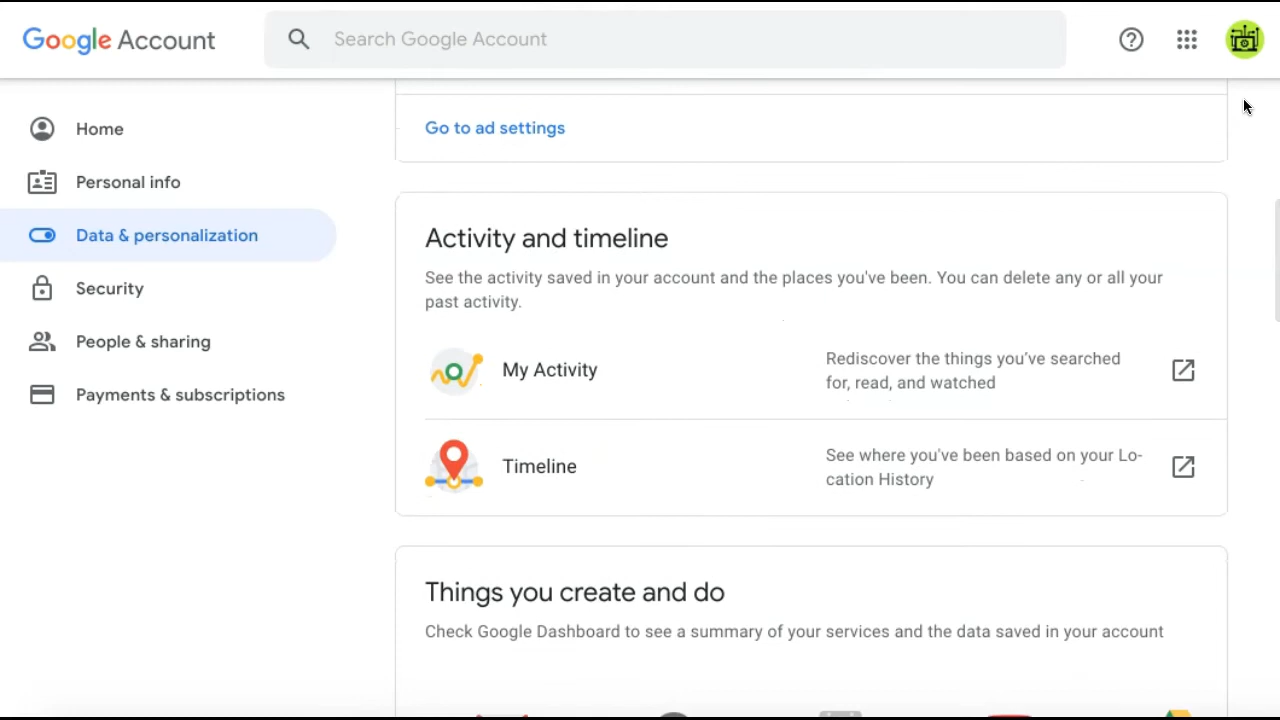 Google Account
Search Google Account
Go to ad settings
Home
Personal info
Data & personalization
Security
People & sharing
Payments & subscriptions
Activity and timeline
See the activity saved in your account and the places you've been. You can delete any or all your
past activity.
My Activity
Rediscover the things you've searched
for, read, and watched
Timeline
See where you've been based on your Lo-
cation History
Things you create and do
Check Google Dashboard to see a summary of your services and the data saved in your account